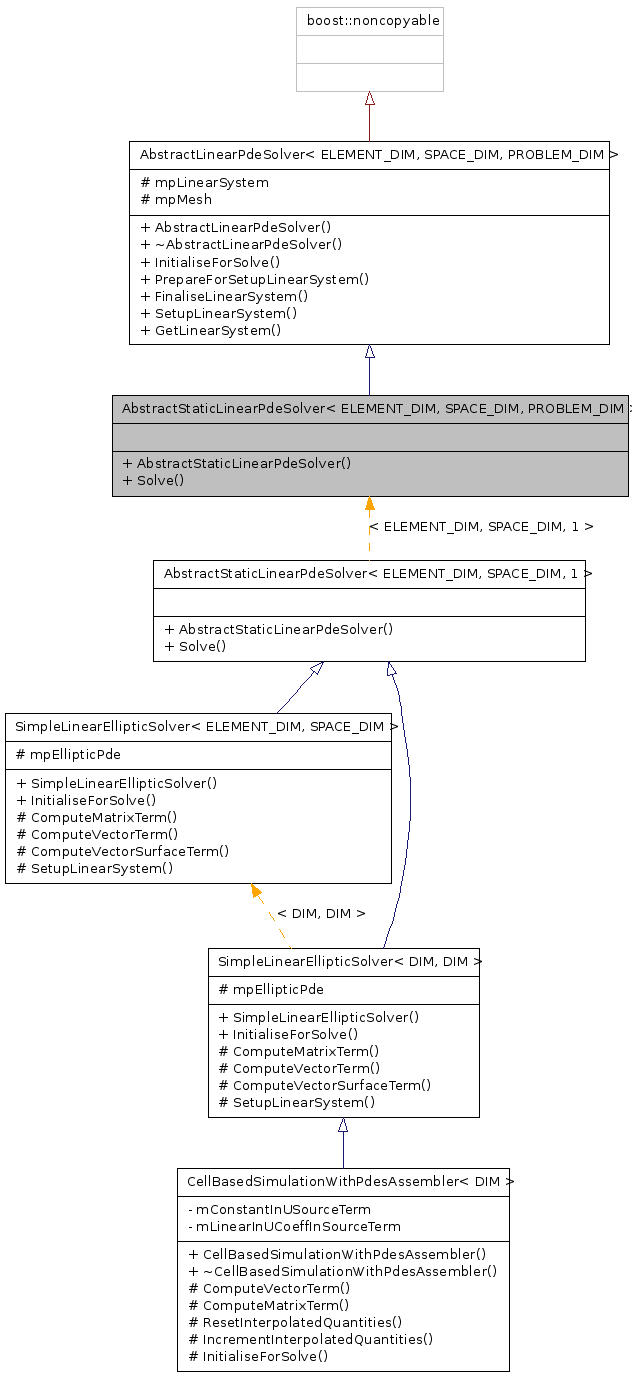 boost::noncopyable
AbstractLinearPdeSolver< ELEMENT_DIM, SPACE_DIM, PROBLEM_DIM >
# mpLinearSystem
# mpMesh
+ AbstractLinearPdeSolver()
+ ~AbstractLinearPdeSolver()
+ InitialiseForSolve()
+ PrepareForSetupLinearSystem()
+ FinaliseLinearSystem()
+ SetupLinearSystem()
+ GetLinearSystem()
AbstractStaticLinearPdeSolver< ELEMENT_DIM, SPACE_DIM, PROBLEM_DIM >
+ AbstractStaticLinearPdeSolver()
+ Solve()
< ELEMENT_DIM, SPACE_DIM, 1 >
AbstractStaticLinearPdeSolver< ELEMENT_DIM, SPACE_DIM, 1 >
+ AbstractStaticLinearPdeSolver()
+ Solve()
SimpleLinearEllipticSolver< ELEMENT_DIM, SPACE_DIM >
# mpEllipticPde
+ SimpleLinearEllipticSolver()
+ InitialiseForSolve()
# ComputeMatrixTerm()
# ComputeVectorTerm()
# ComputeVectorSurfaceTerm()
# SetupLinearSystem()
< DIM, DIM >
SimpleLinearEllipticSolver< DIM, DIM >
# mpEllipticPde
+ SimpleLinearEllipticSolver()
+ InitialiseForSolve()
# ComputeMatrixTerm()
# ComputeVectorTerm()
# ComputeVectorSurfaceTerm()
# SetupLinearSystem()
CellBasedSimulationWithPdesAssembler< DIM >
- mConstantInUSourceTerm
- mLinearInUCoeffInSourceTerm
+ CellBasedSimulationWithPdesAssembler()
+ ~CellBasedSimulationWithPdesAssembler()
# ComputeVectorTerm()
# ComputeMatrixTerm()
# ResetInterpolatedQuantities()
# IncrementInterpolatedQuantities()
# InitialiseForSolve()